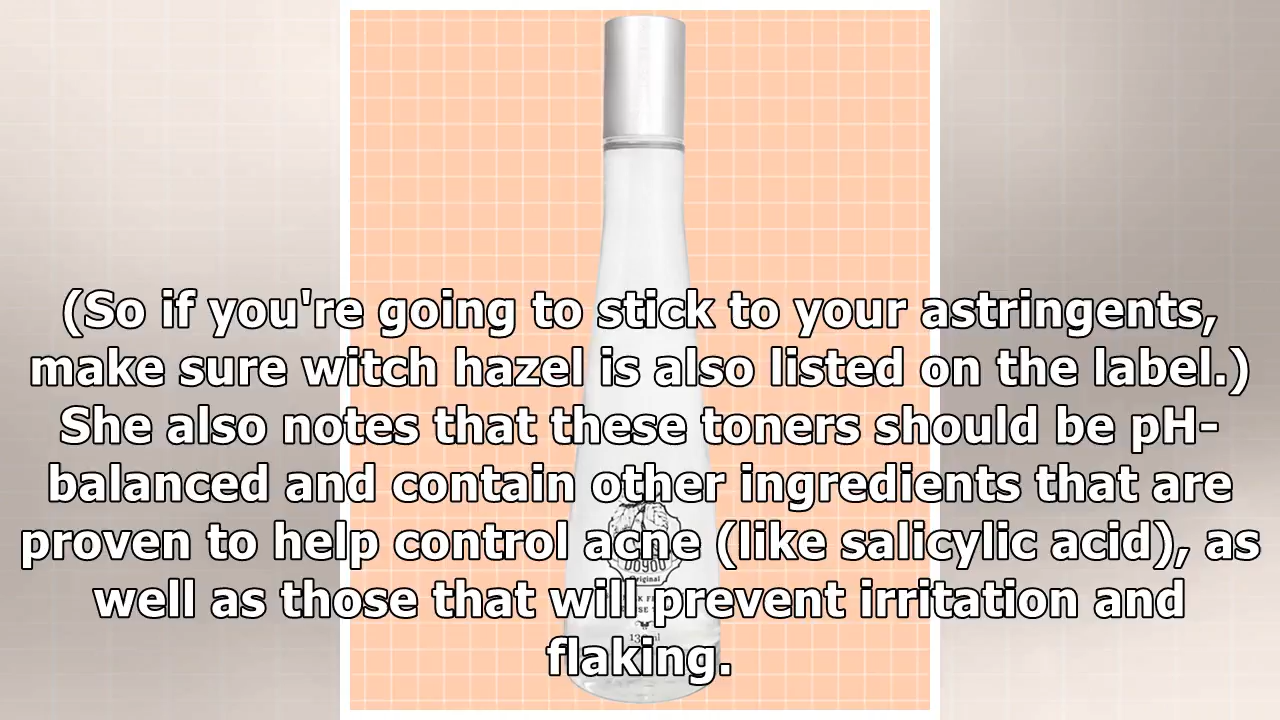 (So if you're going to stick to your astringents,
make sure witch hazel is also listed on the label.)
She also notes that these toners should be pH-
balanced and contain other ingredients that are
proven to help control acne (like salicylic acid), as
well as those that will prevent irritation and
flaking.
DOYOU
Original